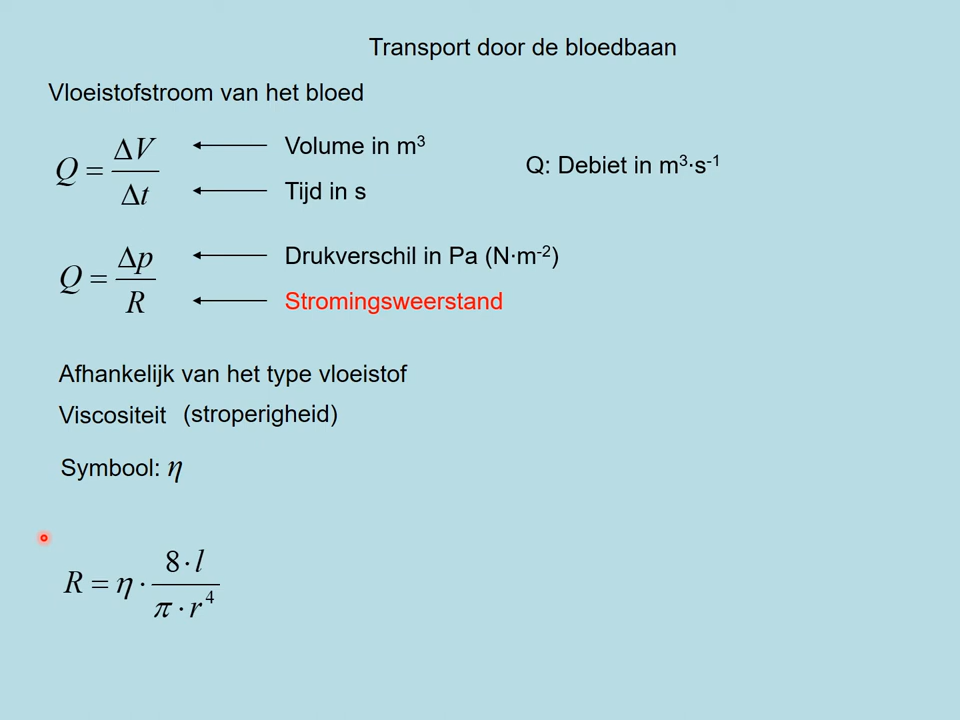 Transport door de bloedbaan
Vloeistofstroom van het bloed
Q = ΔV / Δt
Volume in m³
Tijd in s
Q: Debiet in m³·s⁻¹
Q = Δp / R
Drukverschil in Pa (N·m⁻²)
Stromingsweerstand
Afhankelijk van het type vloeistof
Viscositeit (stroperigheid)
Symbool: η
R = η · 8 · l / π · r⁴